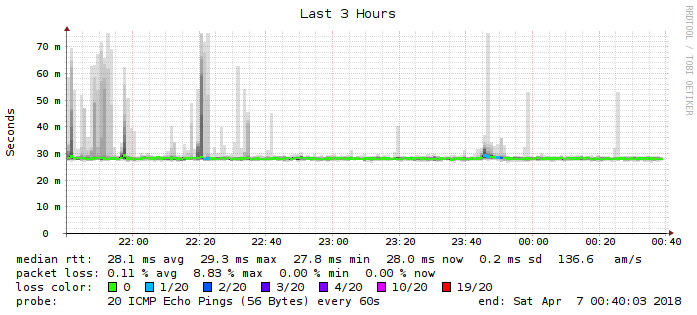 Last 3 Hours
RRDTOOL / TOBI OETIKER
Seconds
70 m
60 m
50 m
40 m
30 m
20 m
10 m
0
22:00 22:20 22:40 23:00 23:20 23:40 00:00 00:20 00:40
median rtt: 28.1 ms avg 29.3 ms max 27.8 ms min 28.0 ms now 0.2 ms sd 136.6 am/s
packet loss: 0.11 % avg 8.83 % max 0.00 % min 0.00 % now
loss color: 0 1/20 2/20 3/20 4/20 10/20 19/20
probe: 20 ICMP Echo Pings (56 Bytes) every 60s end: Sat Apr 7 00:40:03 2018